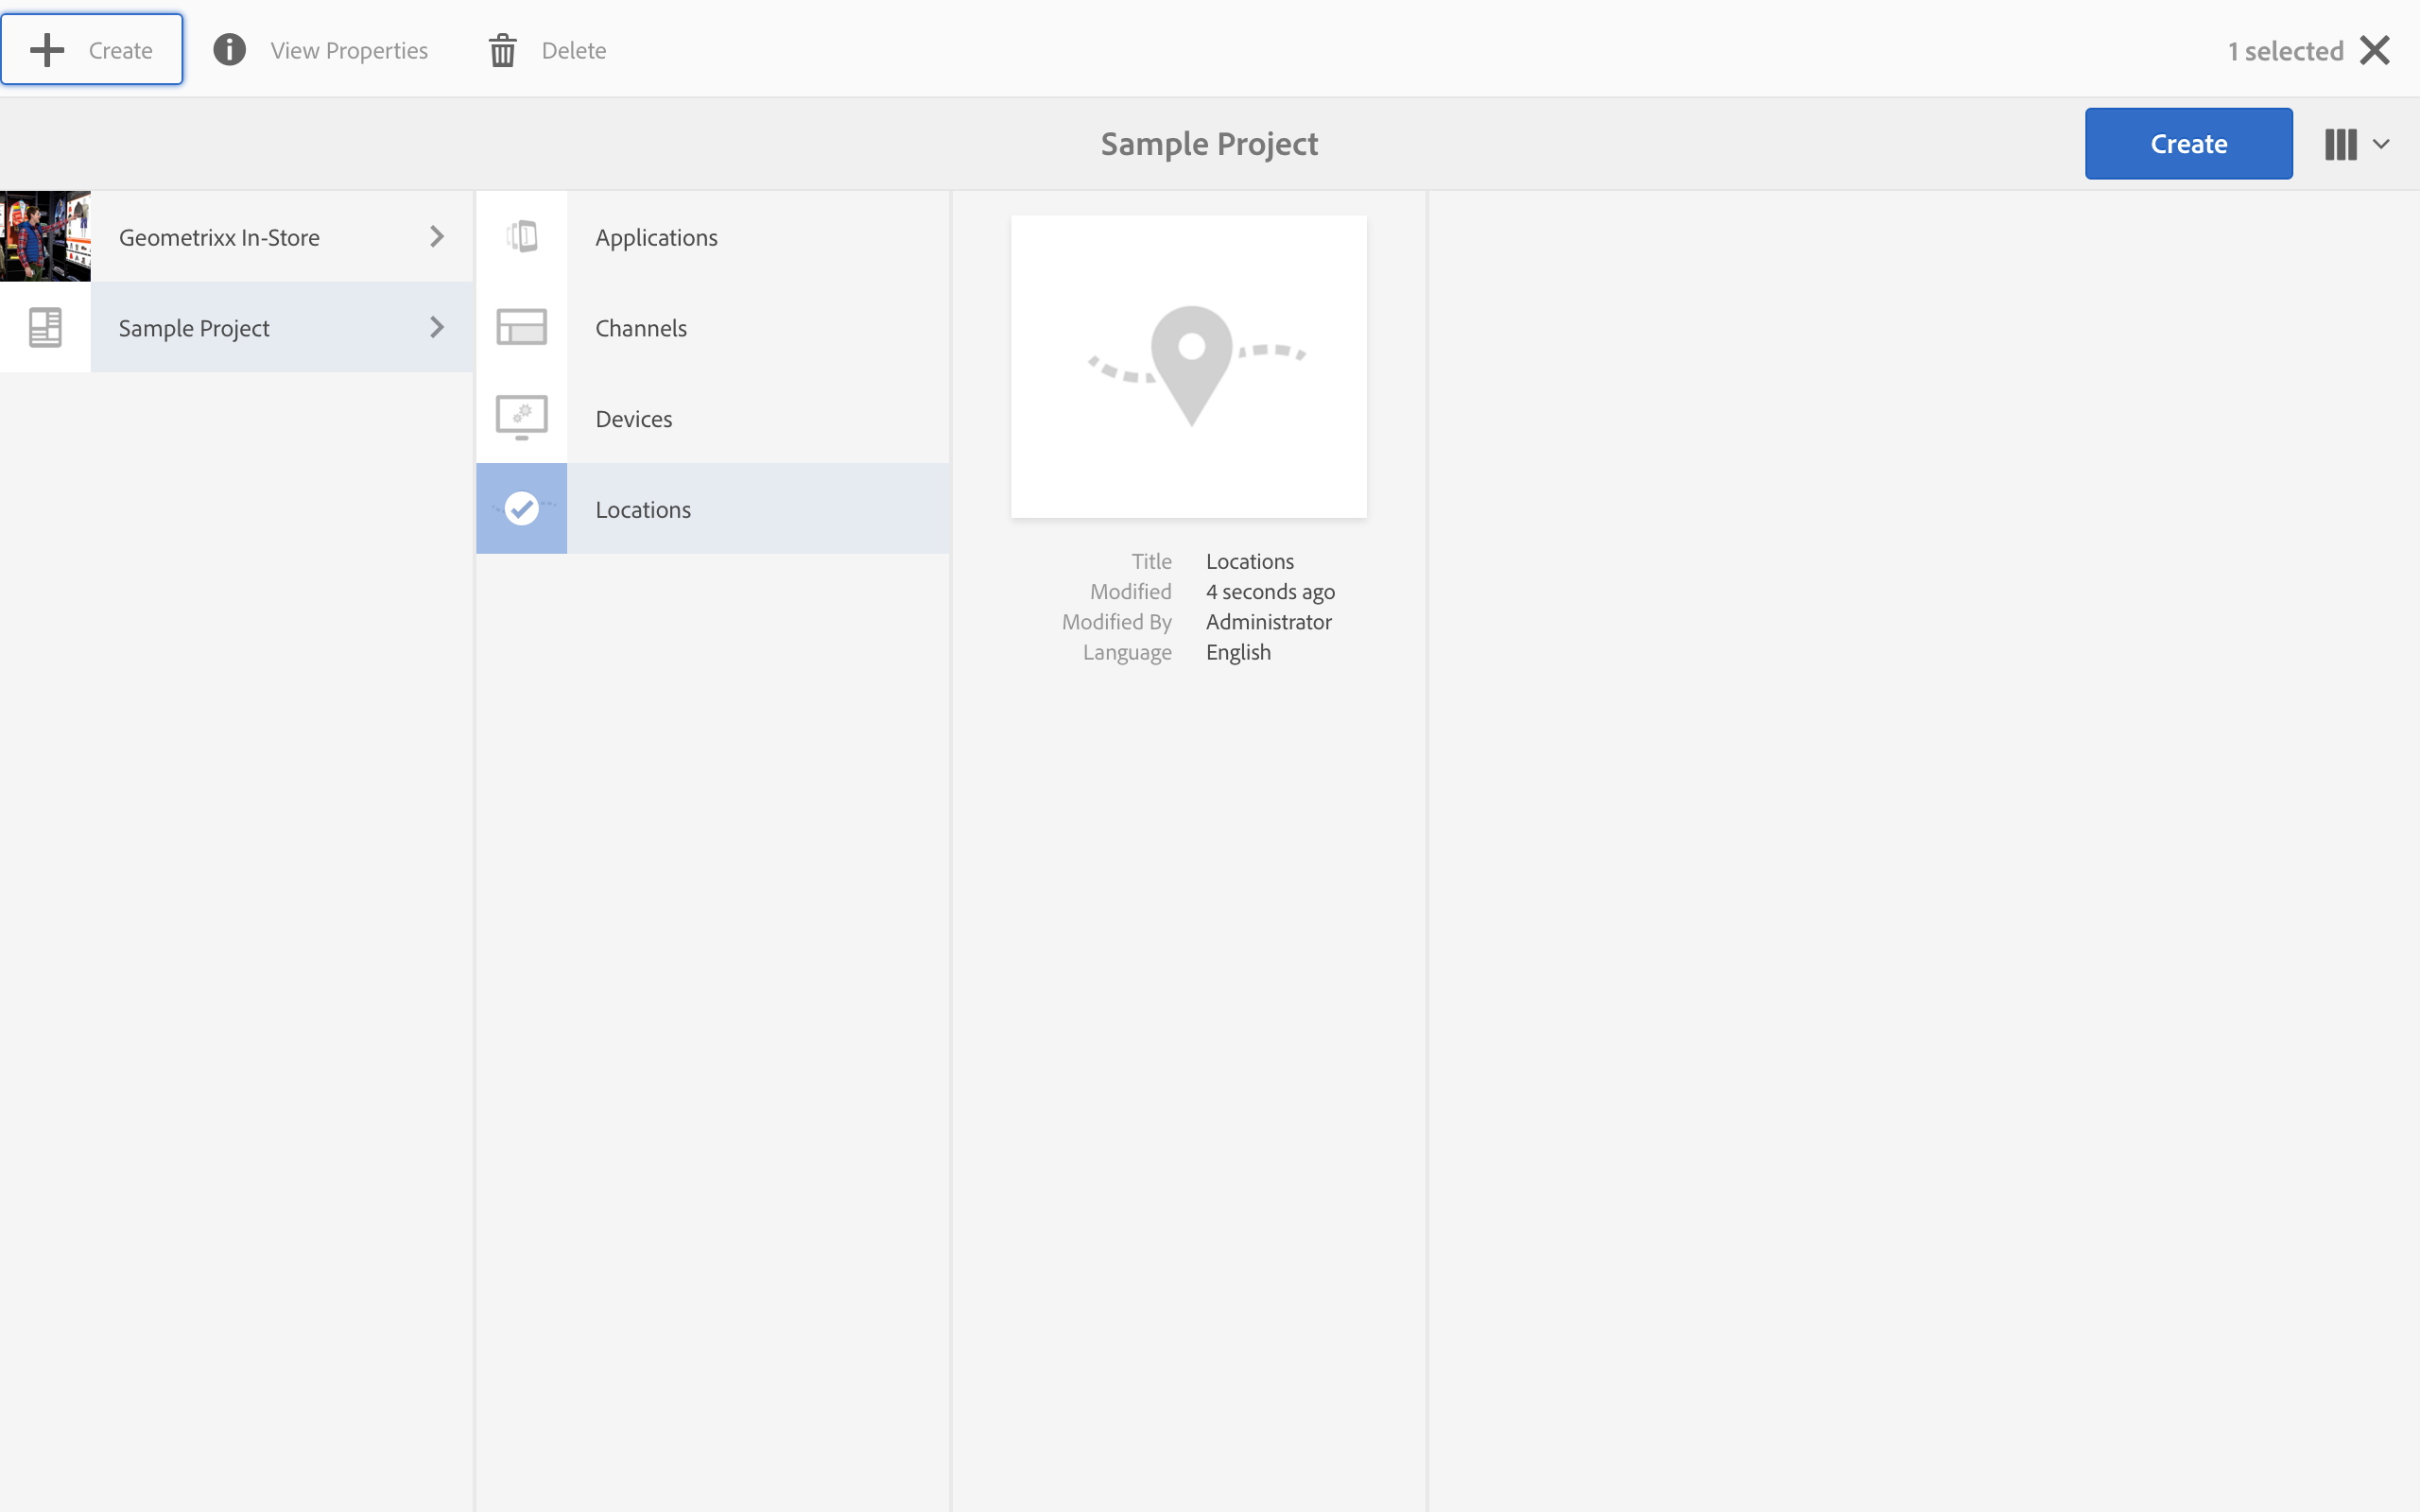 Create
View Properties
Delete
1 selected
Sample Project
Create
Geometrixx In-Store
Sample Project
Applications
Channels
Devices
Locations
Title Locations
Modified 4 seconds ago
Modified By Administrator
Language English